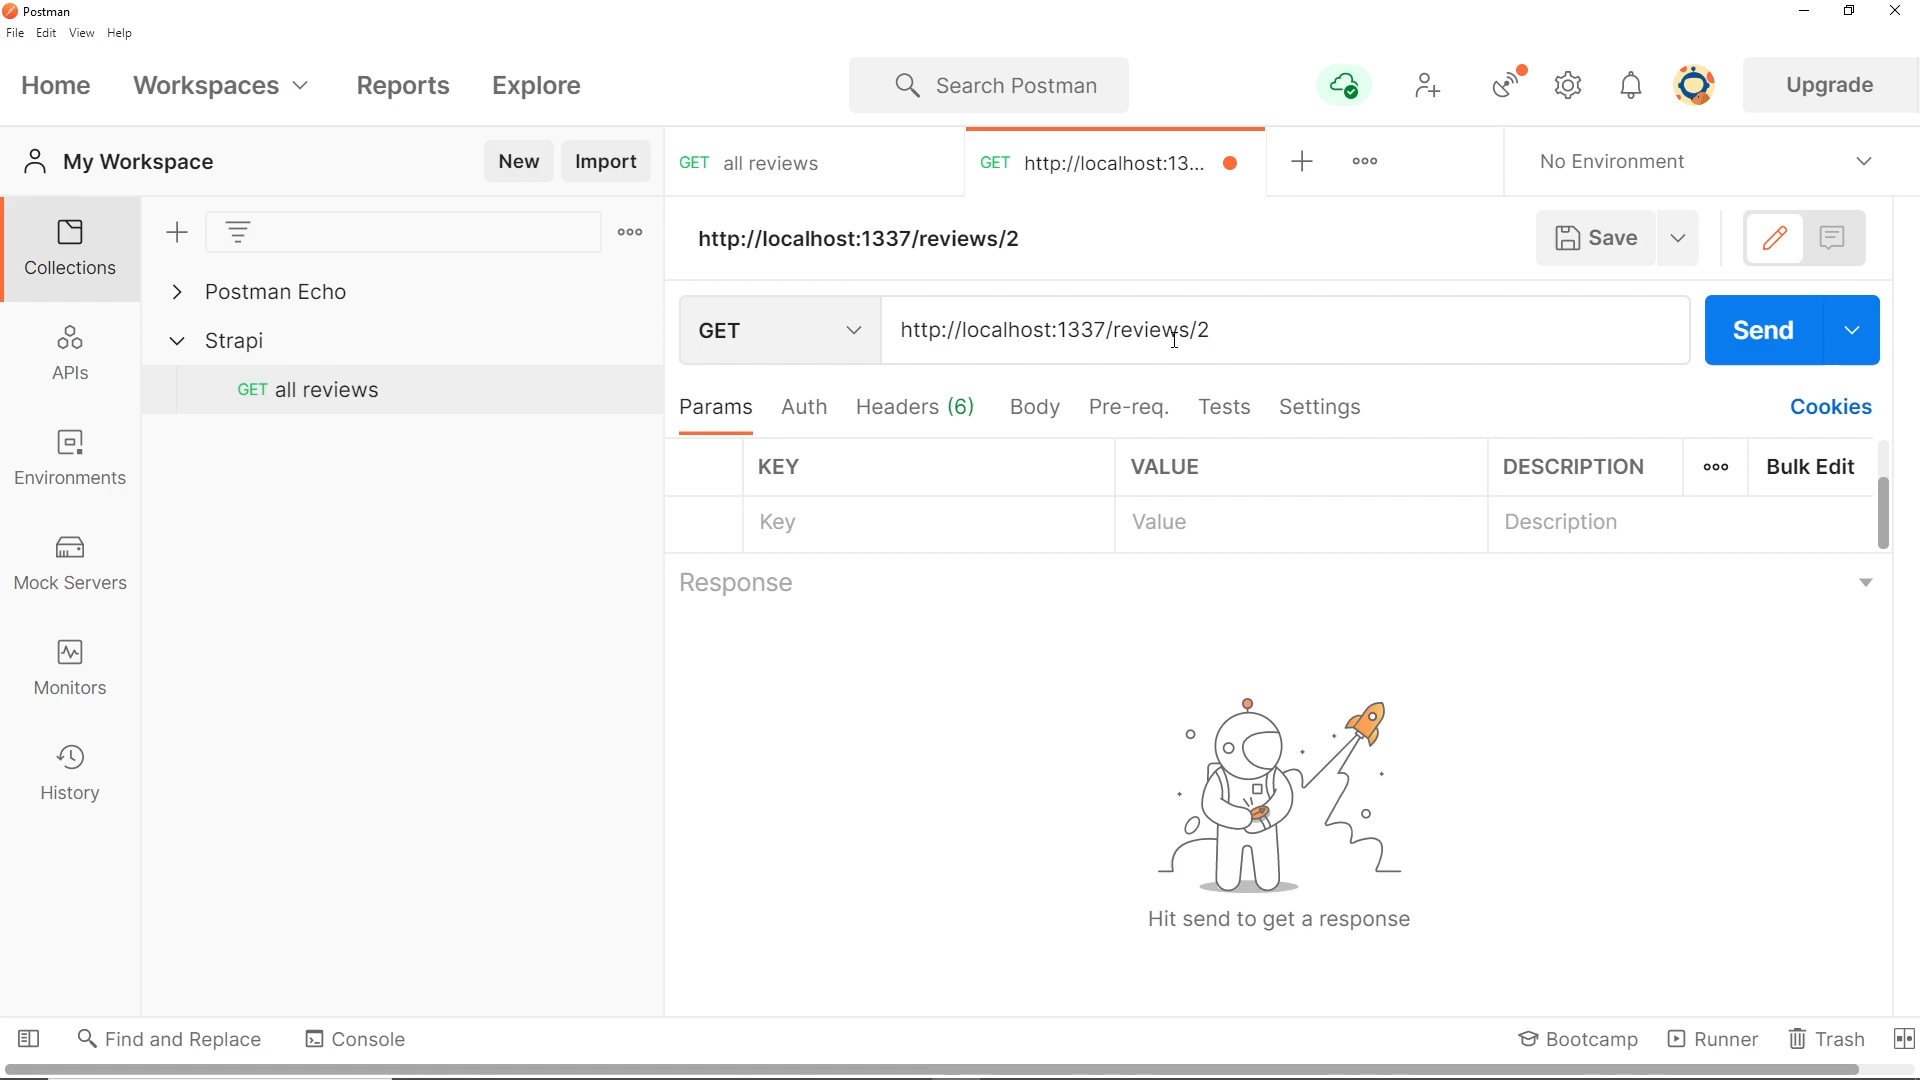 Postman
File Edit View Help
Home Workspaces Reports Explore Search Postman Upgrade
My Workspace New Import
GET all reviews GET http://localhost:13... No Environment
Collections
APIs
Environments
Mock Servers
Monitors
History
Postman Echo
Strapi
GET all reviews
http://localhost:1337/reviews/2 Save
GET http://localhost:1337/reviews/2 Send
Params Auth Headers (6) Body Pre-req. Tests Settings Cookies
KEY VALUE DESCRIPTION Bulk Edit
Key Value Description
Response
Hit send to get a response
Find and Replace Console Bootcamp Runner Trash